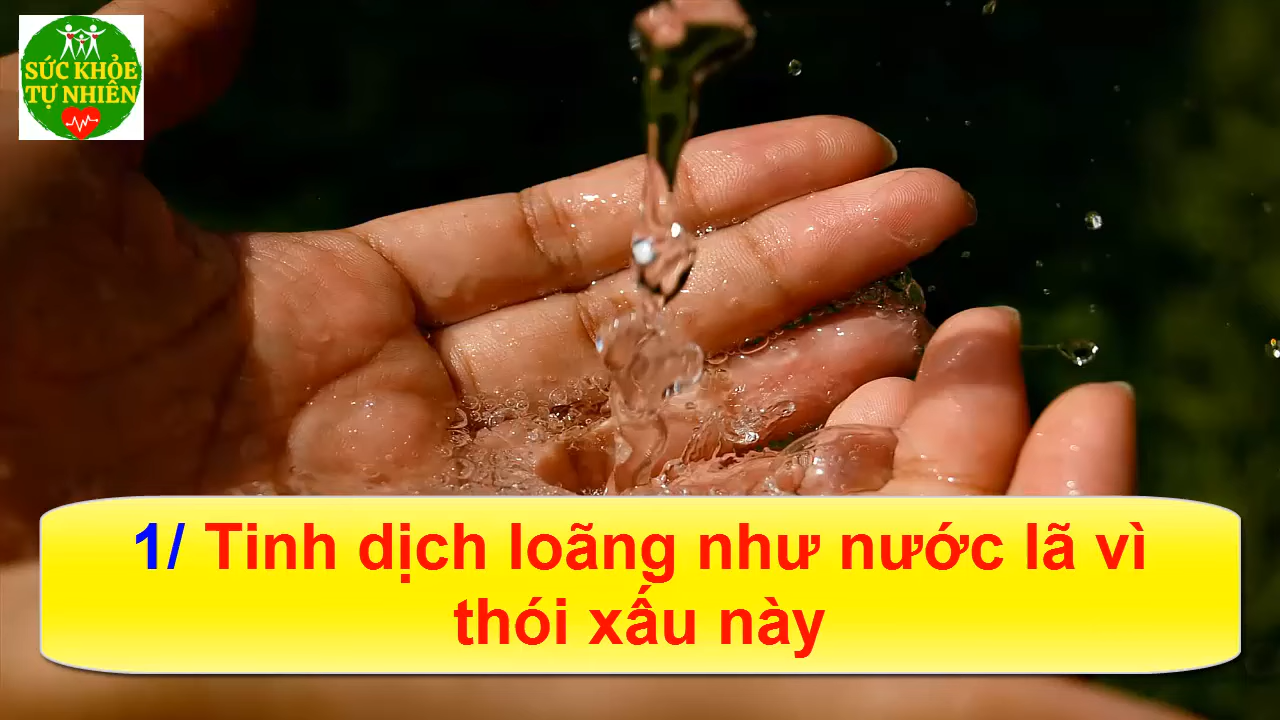 SỨC KHỎE
TỰ NHIÊN
1/ Tinh dịch loãng như nước lã vì
thói xấu này